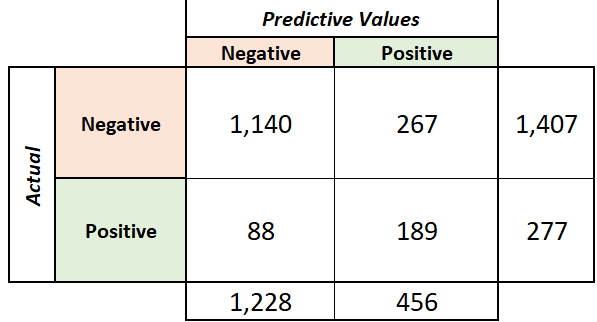 Predictive Values
Negative Positive
Actual
Negative 1,140 267 1,407
Positive 88 189 277
1,228 456